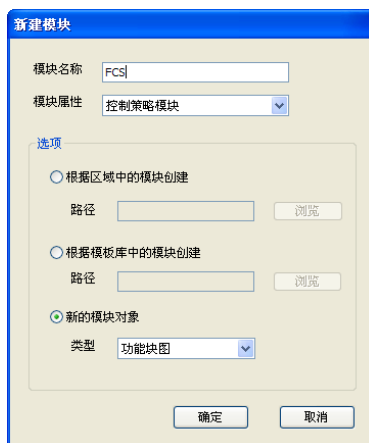 新建模块
模块名称 FCS
模块属性 控制策略模块
选项
根据区域中的模块创建
路径 浏览
根据模板库中的模块创建
路径 浏览
新的模块对象
类型 功能块图
确定 取消